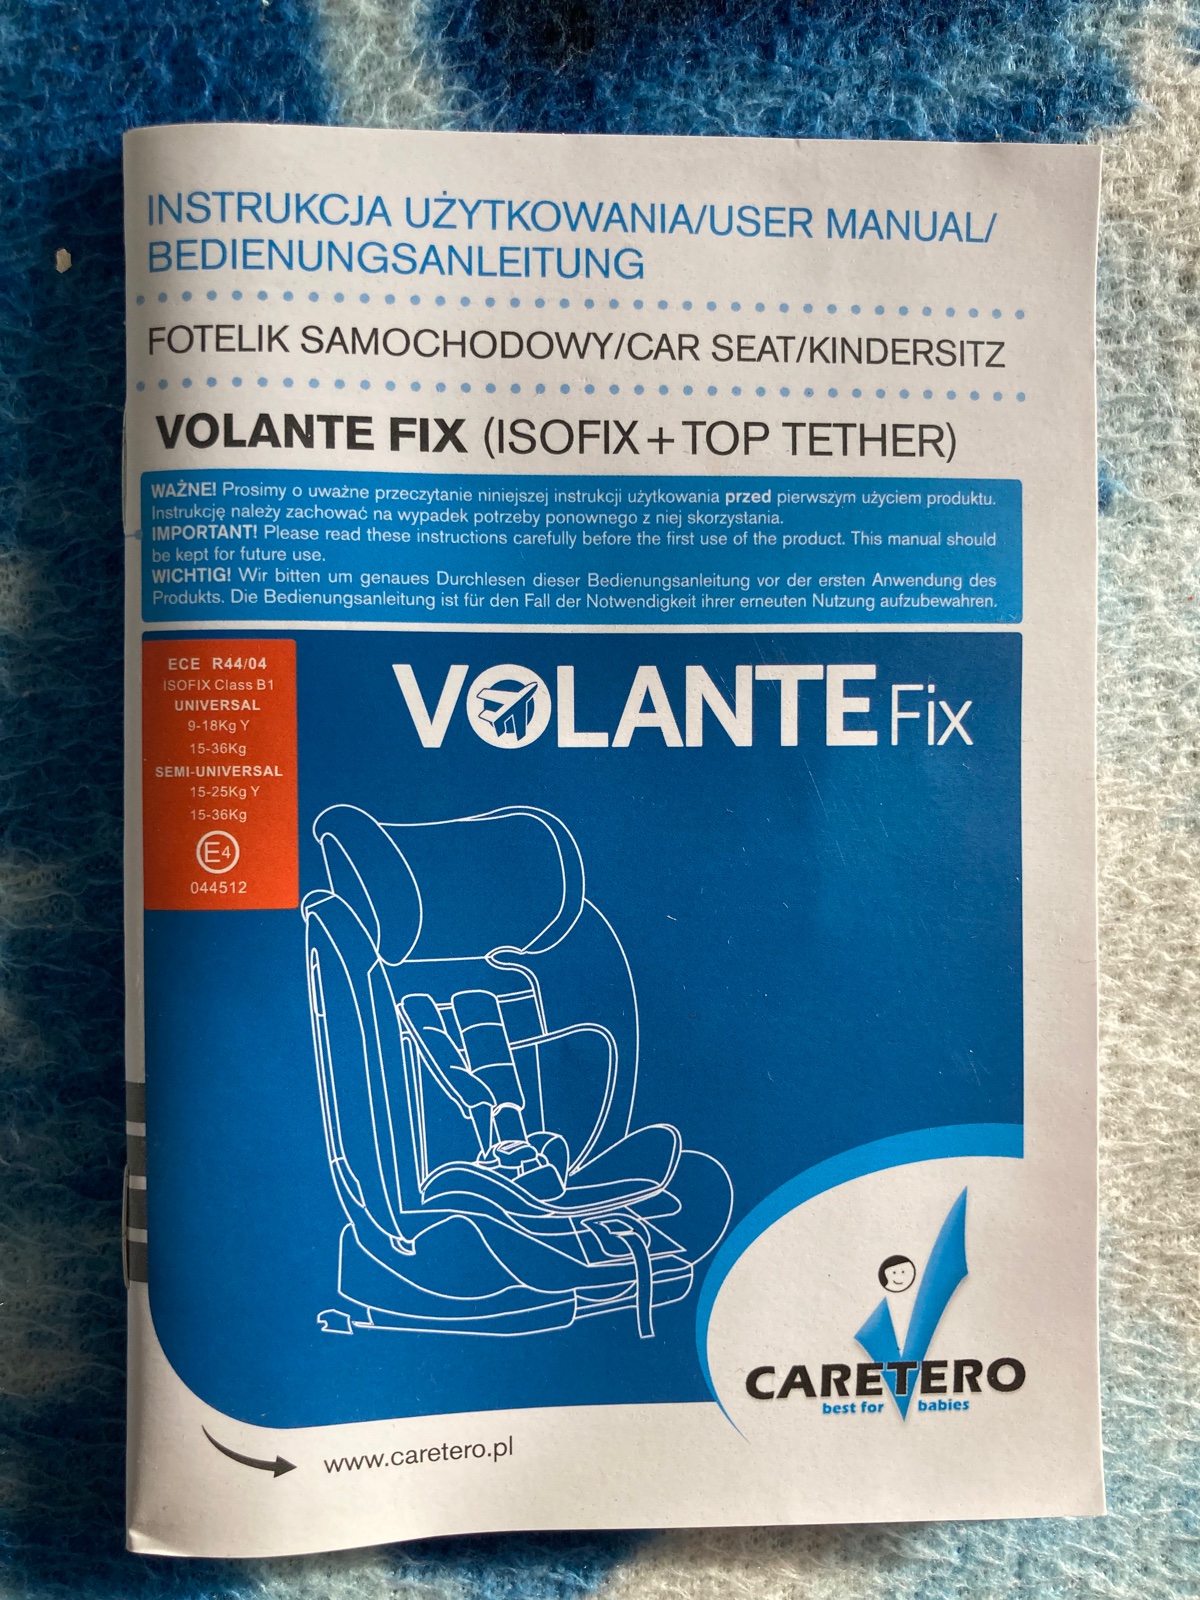 INSTRUKCJA UŻYTKOWANIA/USER MANUAL/
BEDIENUNGSANLEITUNG
FOTELIK SAMOCHODOWY/CAR SEAT/KINDERSITZ
VOLANTE FIX (ISOFIX + TOP TETHER)
WAŻNE! Prosimy o uważne przeczytanie niniejszej instrukcji użytkowania przed pierwszym użyciem produktu.
Instrukcję należy zachować na wypadek potrzeby ponownego z niej skorzystania.
IMPORTANT! Please read these instructions carefully before the first use of the product. This manual should
be kept for future use.
WICHTIG! Wir bitten um genaues Durchlesen dieser Bedienungsanleitung vor der ersten Anwendung des
Produkts. Die Bedienungsanleitung ist für den Fall der Notwendigkeit ihrer erneuten Nutzung aufzubewahren.
ECE R44/04
ISOFIX Class B1
UNIVERSAL
9-18Kg Y
15-36Kg
SEMI-UNIVERSAL
15-25Kg Y
15-36Kg
E4
044512
VOLANTE Fix
CARETERO
best for babies
www.caretero.pl